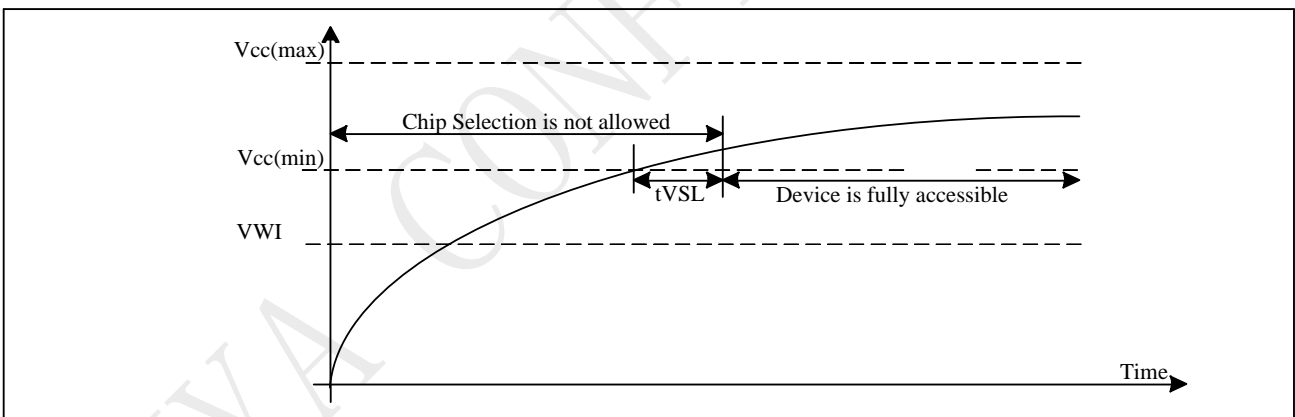 Vcc(max)
Chip Selection is not allowed
Vcc(min)
tVSL
Device is fully accessible
VWI
Time